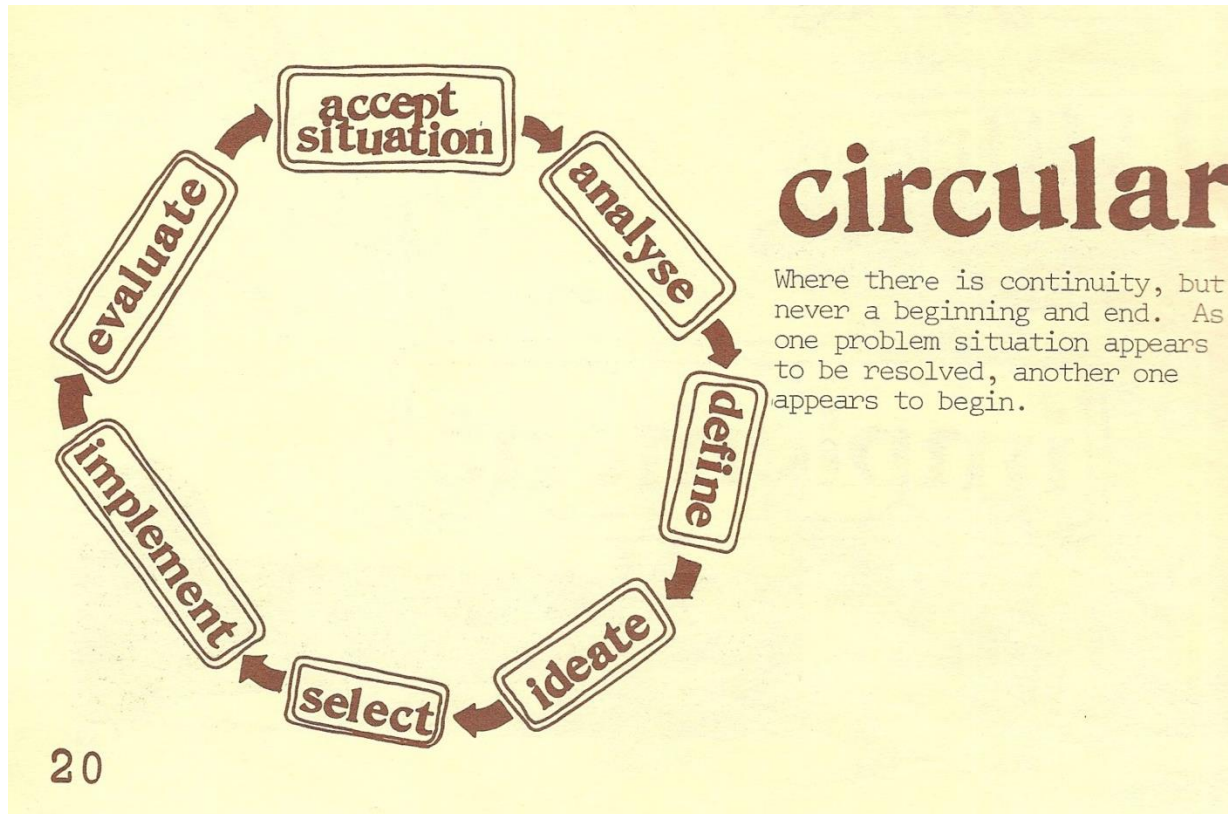 accept
situation
analyse
define
ideate
select
implement
evaluate
circular
Where there is continuity, but
never a beginning and end. As
one problem situation appears
to be resolved, another one
appears to begin.
20